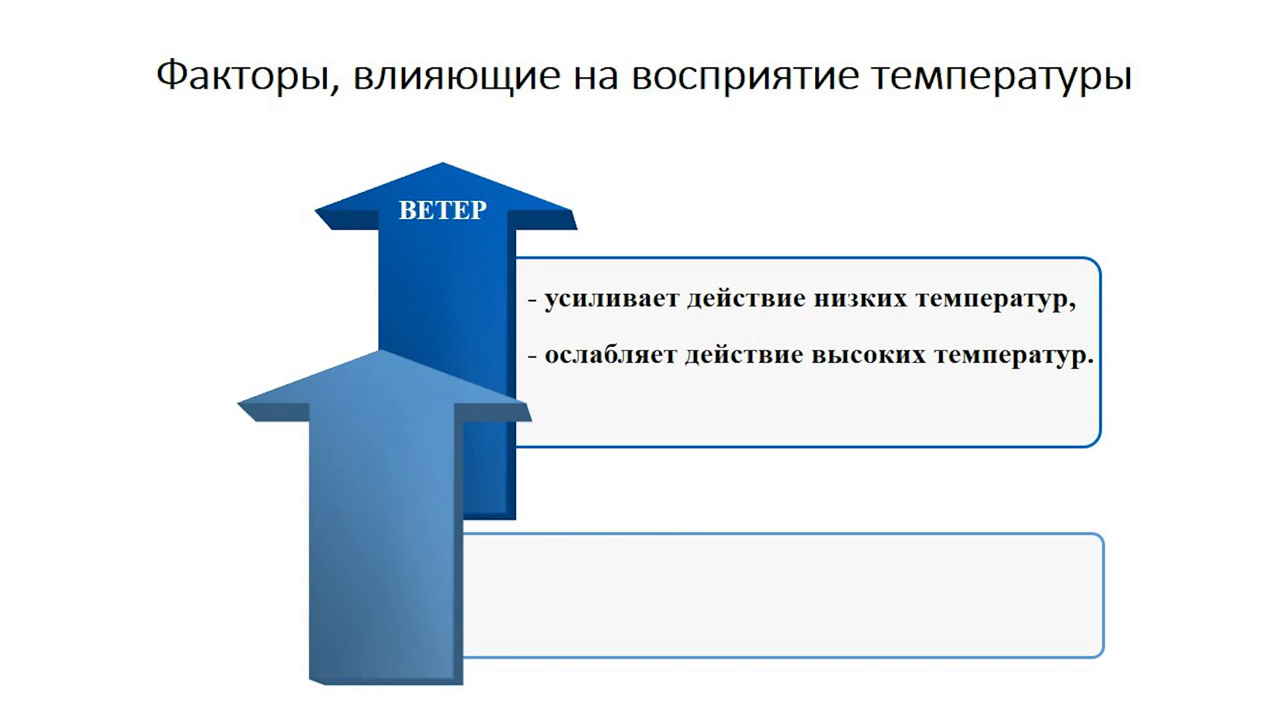 Факторы, влияющие на восприятие температуры
ВЕТЕР
- усиливает действие низких температур,
- ослабляет действие высоких температур.